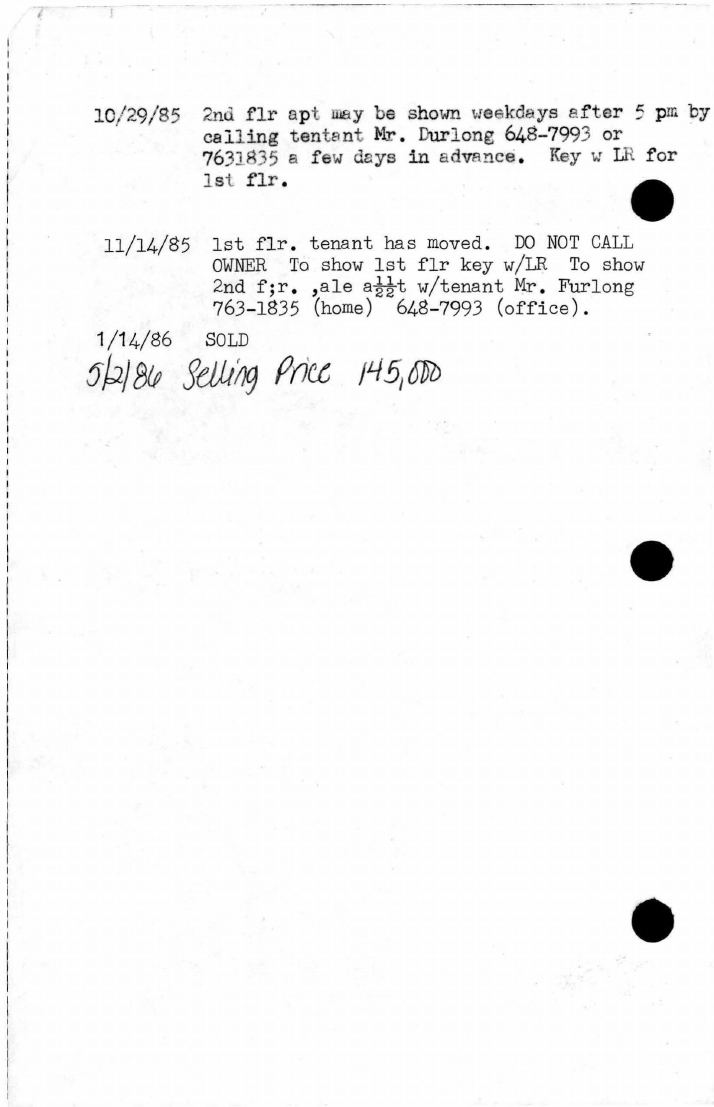 10/29/85 2nd flr apt may be shown weekdays after 5 pm by
calling tentant Mr. Durlong 648-7993 or
7631835 a few days in advance. Key w LR for
1st flr.
11/14/85 1st flr. tenant has moved. DO NOT CALL
OWNER To show 1st flr key w/LR To show
2nd f;r. ,ale a½½t w/tenant Mr. Furlong
763-1835 (home) 648-7993 (office).
1/14/86 SOLD
5/2/86 Selling Price 145,000